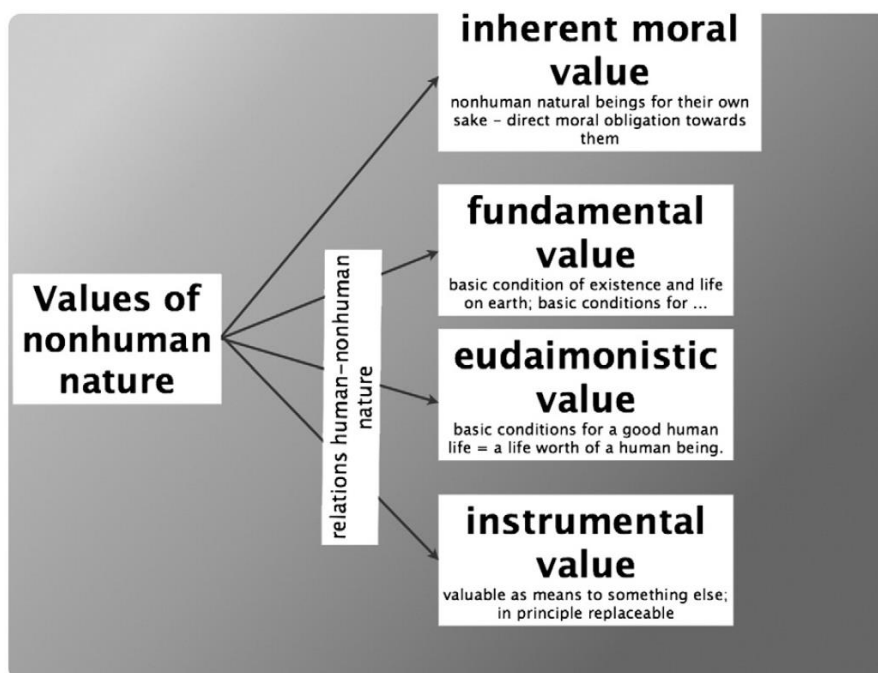 inherent moral
value
nonhuman natural beings for their own
sake – direct moral obligation towards
them
fundamental
value
basic condition of existence and life
on earth; basic conditions for ...
Values of
nonhuman
nature
relations human-nonhuman
nature
eudaimonistic
value
basic conditions for a good human
life = a life worth of a human being.
instrumental
value
valuable as means to something else;
in principle replaceable